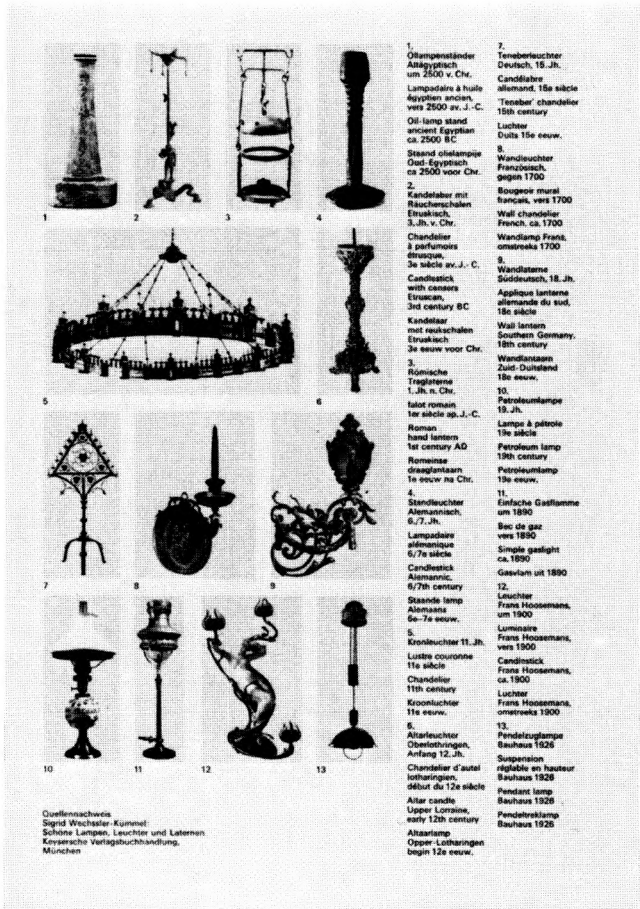 1
2
3
4
5
6
7
8
9
10
11
12
13
Quellennachweis
Sigrid Wechssler-Kümmel:
Schöne Lampen, Leuchter und Laternen
Keysersche Verlagsbuchhandlung,
München
1.
Öllampenständer
Altägyptisch
um 2500 v. Chr.
Lampadaire à huile
égyptien ancien,
vers 2500 av. J.-C.
Oil-lamp stand
ancient Egyptian
ca. 2500 BC
Staand olielampije
Oud-Egyptisch
ca 2500 voor Chr.
2.
Kandelaber mit
Räucherschalen
Etruskisch,
3. Jh. v. Chr.
Chandelier
à parfumoirs
étrusque,
3e siècle av. J.- C.
Candlestick
with censers
Etruscan,
3rd century BC
Kandelaar
met reukschalen
Etruskisch
3e eeuw voor Chr.
3.
Römische
Traglaterne
1. Jh. n. Chr.
falot romain
1er siècle ap. J.-C.
Roman
hand lantern
1st century AD
Romeinse
draaglantaarn
1e eeuw na Chr.
4.
Standleuchter
Alemannisch,
6./7. Jh.
Lampadaire
alémanique
6/7e siècle
Candlestick
Alemannic,
6/7th century
Staande lamp
Alemaans
6e-7e eeuw.
5.
Kronleuchter 11. Jh.
Lustre couronne
11e siècle
Chandelier
11th century
Kroonluchter
11e eeuw.
6.
Altarleuchter
Oberlothringen,
Anfang 12. Jh.
Chandelier d'autel
lotharingien,
début du 12e siècle
Altar candle
Upper Lorraine,
early 12th century
Altaarlamp
Opper-Lotharingen
begin 12e eeuw.
7.
Teneberleuchter
Deutsch, 15. Jh.
Candélabre
allemand, 15e siècle
'Teneber' chandelier
15th century
Luchter
Duits 15e eeuw.
8.
Wandleuchter
Französisch,
gegen 1700
Bougeoir mural
français, vers 1700
Wall chandelier
French, ca. 1700
Wandlamp Frans,
omstreeks 1700
9.
Wandlaterne
Süddeutsch, 18. Jh.
Applique lanterne
allemande du sud,
18e siècle
Wall lantern
Southern Germany,
18th century
Wandlantaarn
Zuid-Duitsland
18e eeuw.
10.
Petroleumlampe
19. Jh.
Lampe à pétrole
19e siècle
Petroleum lamp
19th century
Petroleumlamp
19e eeuw.
11.
Einfache Gasflamme
um 1890
Bec de gaz
vers 1890
Simple gaslight
ca. 1890
Gasvlam uit 1890
12.
Leuchter
Frans Hoosemans,
um 1900
Luminaire
Frans Hoosemans,
vers 1900
Candlestick
Frans Hoosemans,
ca. 1900
Luchter
Frans Hoosemans,
omstreeks 1900
13.
Pendelzuglampe
Bauhaus 1926
Suspension
réglable en hauteur
Bauhaus 1926
Pendant lamp
Bauhaus 1926
Pendeltreklamp
Bauhaus 1926